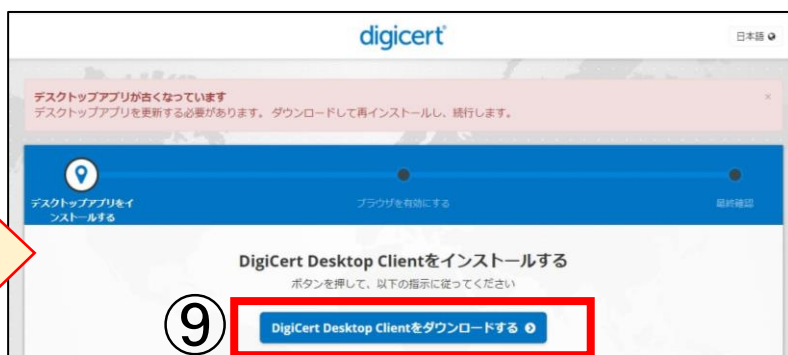 digicert
日本語
デスクトップアプリが古くなっています
デスクトップアプリを更新する必要があります。 ダウンロードして再インストールし、続行します。
×
デスクトップアプリをイ
ンストールする
ブラウザを有効にする
最終確認
DigiCert Desktop Clientをインストールする
ボタンを押して、以下の指示に従ってください
⑨
DigiCert Desktop Clientをダウンロードする